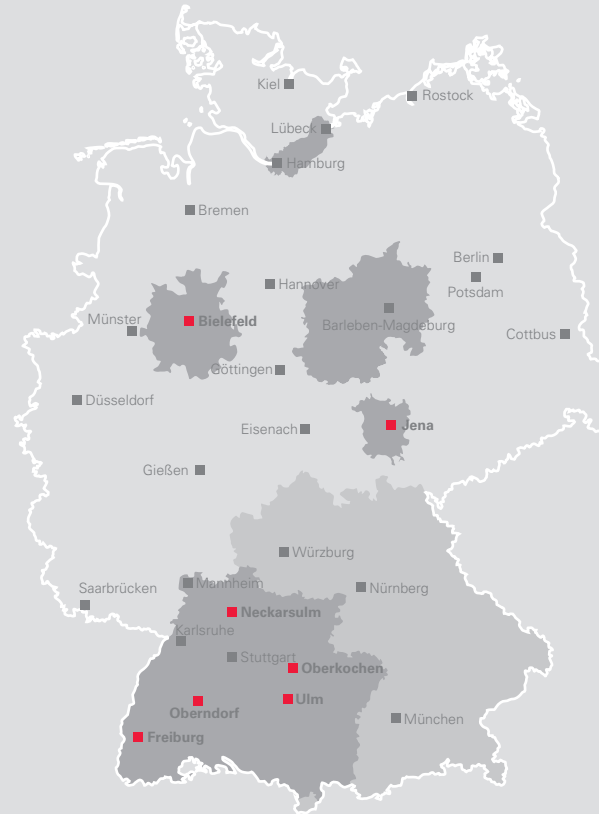 Kiel
Rostock
Lübeck
Hamburg
Bremen
Berlin
Hannover
Potsdam
Münster
Bielefeld
Barleben-Magdeburg
Cottbus
Göttingen
Düsseldorf
Eisenach
Jena
Gießen
Würzburg
Saarbrücken
Mannheim
Nürnberg
Neckarsulm
Karlsruhe
Stuttgart
Oberkochen
Ulm
Oberndorf
München
Freiburg